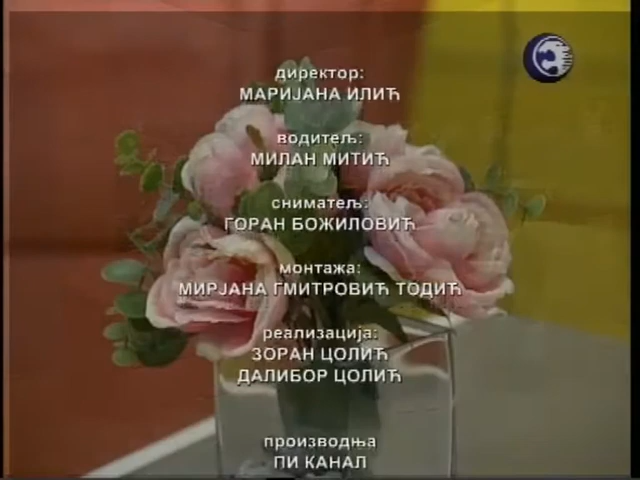 директор:
МАРИЈАНА ИЛИЋ
водитељ:
МИЛАН МИТИЋ
сниматељ:
ГОРАН БОЖИЛОВИЋ
монтажа:
МИРЈАНА ГМИТРОВИЋ ТОДИЋ
реализација:
ЗОРАН ЦОЛИЋ
ДАЛИБОР ЦОЛИЋ
производња
ПИ КАНАЛ